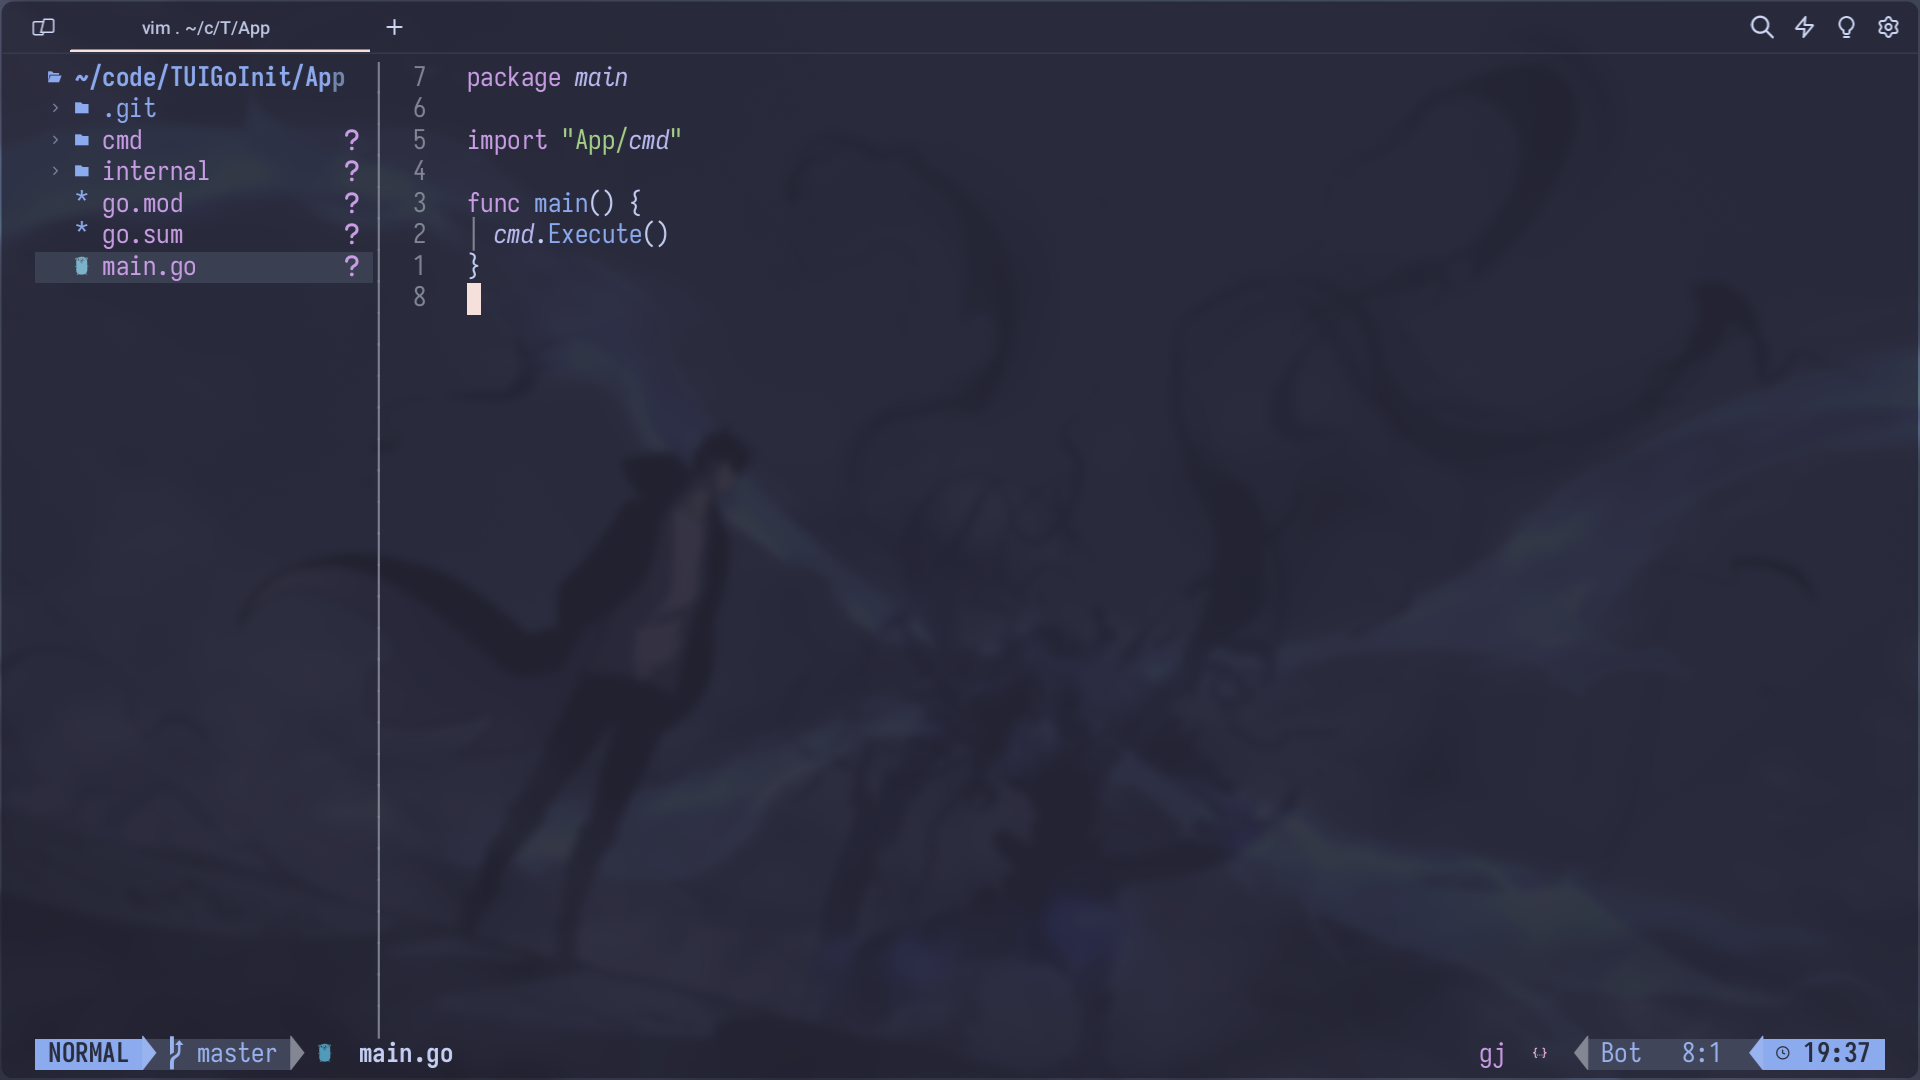 vim . ~/c/T/App
~/code/TUIGoInit/App
.git
cmd ?
internal ?
* go.mod ?
* go.sum ?
main.go ?
7 package main
6
5 import "App/cmd"
4
3 func main() {
2 cmd.Execute()
1 }
8
NORMAL master main.go gj {} Bot 8:1 19:37